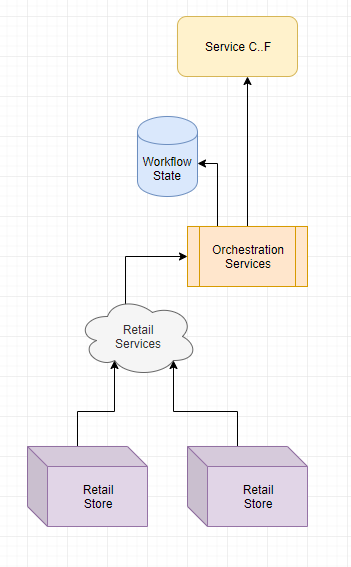 Service C..F
Workflow
State
Orchestration
Services
Retail
Services
Retail
Store
Retail
Store